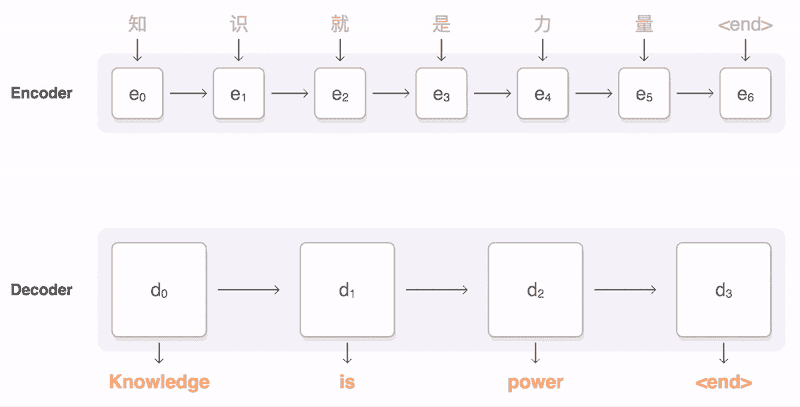 知 识 就 是 力 量 <end>
Encoder e₀ e₁ e₂ e₃ e₄ e₅ e₆
Decoder d₀ d₁ d₂ d₃
Knowledge is power <end>